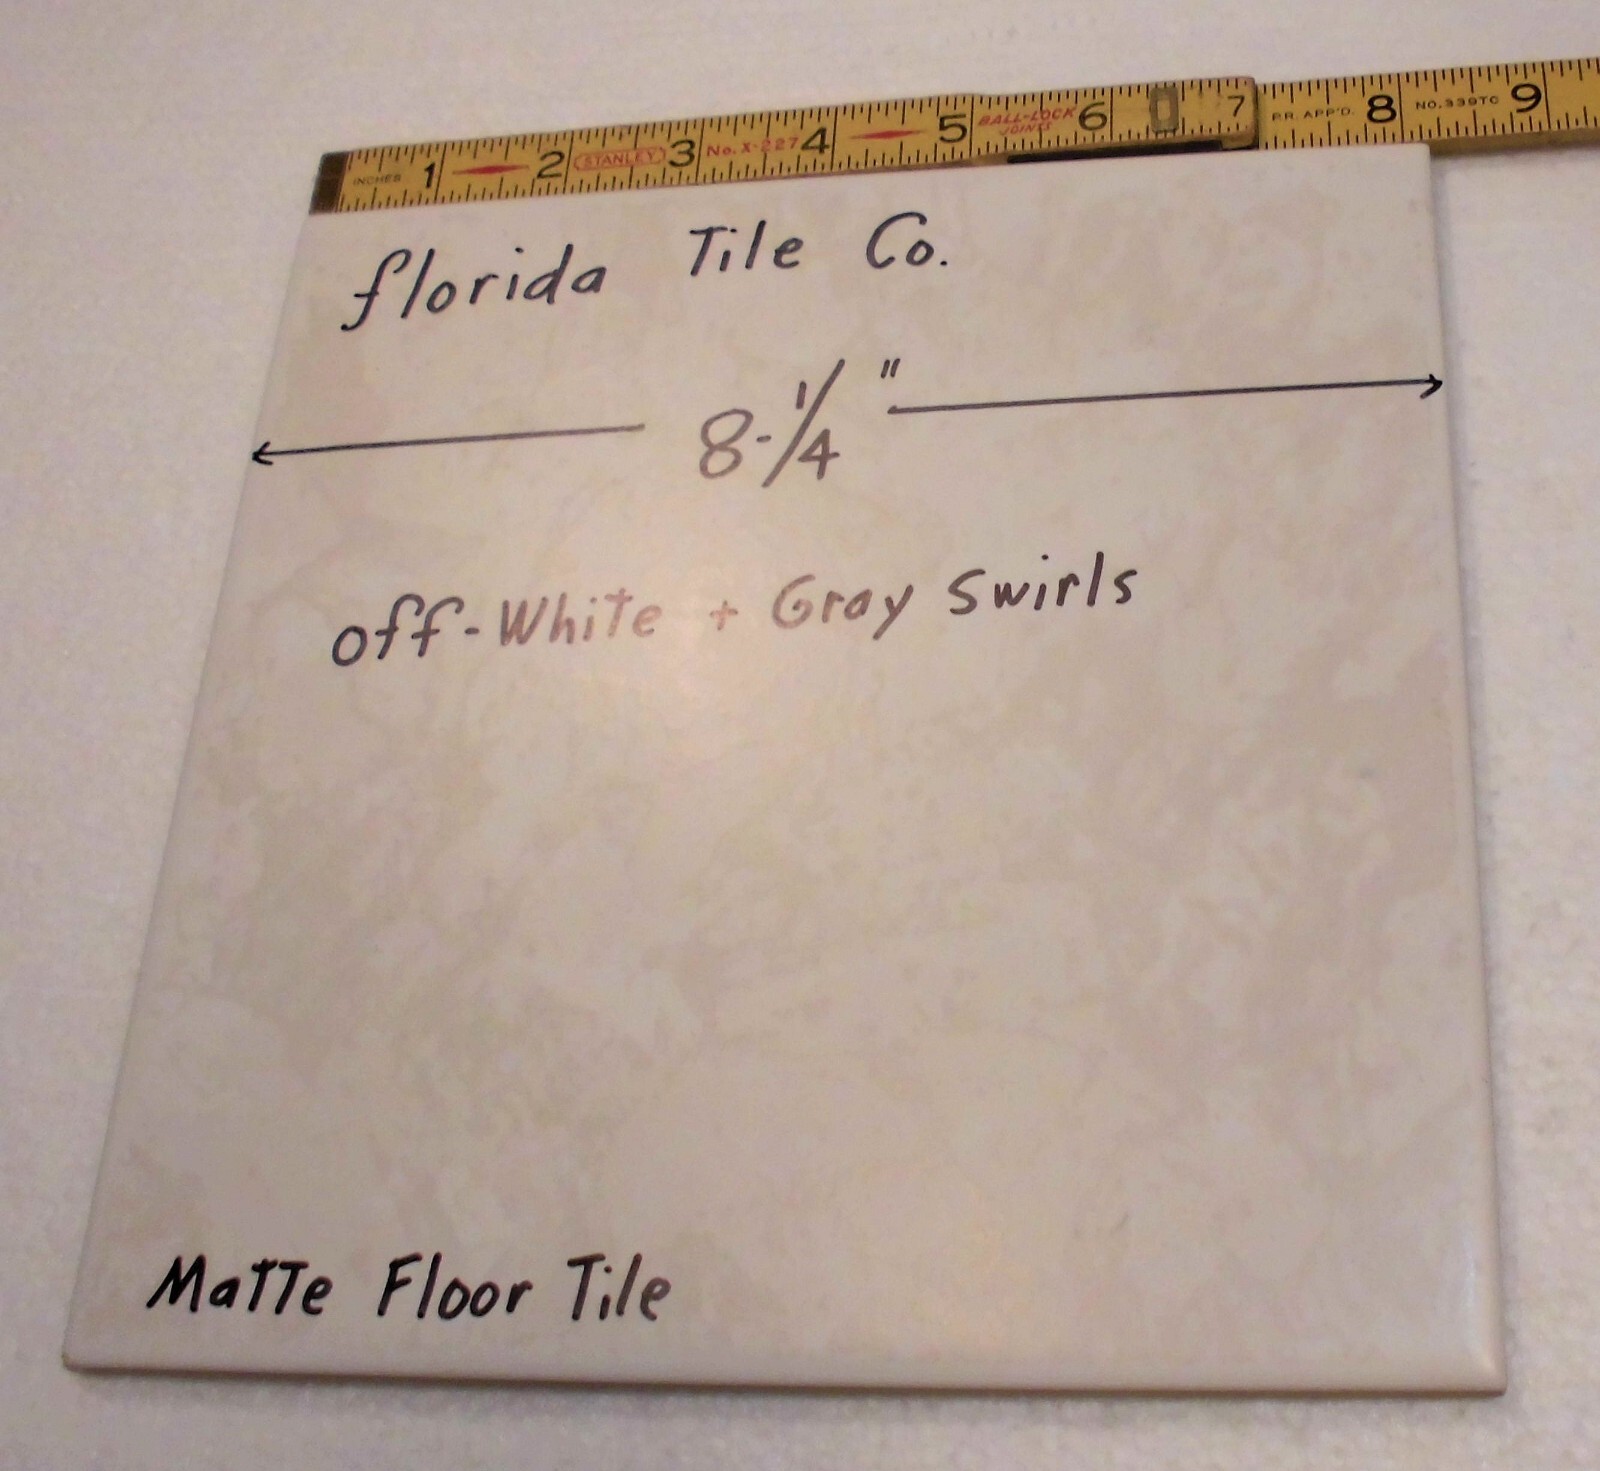 INCHES 1 2 STANLEY 3 No. X-227 4 5 BALL-LOCK JOINTS 6 7 P.R. APP'D. 8 NO. 339TC 9
florida Tile Co.
8-1/4"
off-White + Gray Swirls
MaTTe Floor Tile